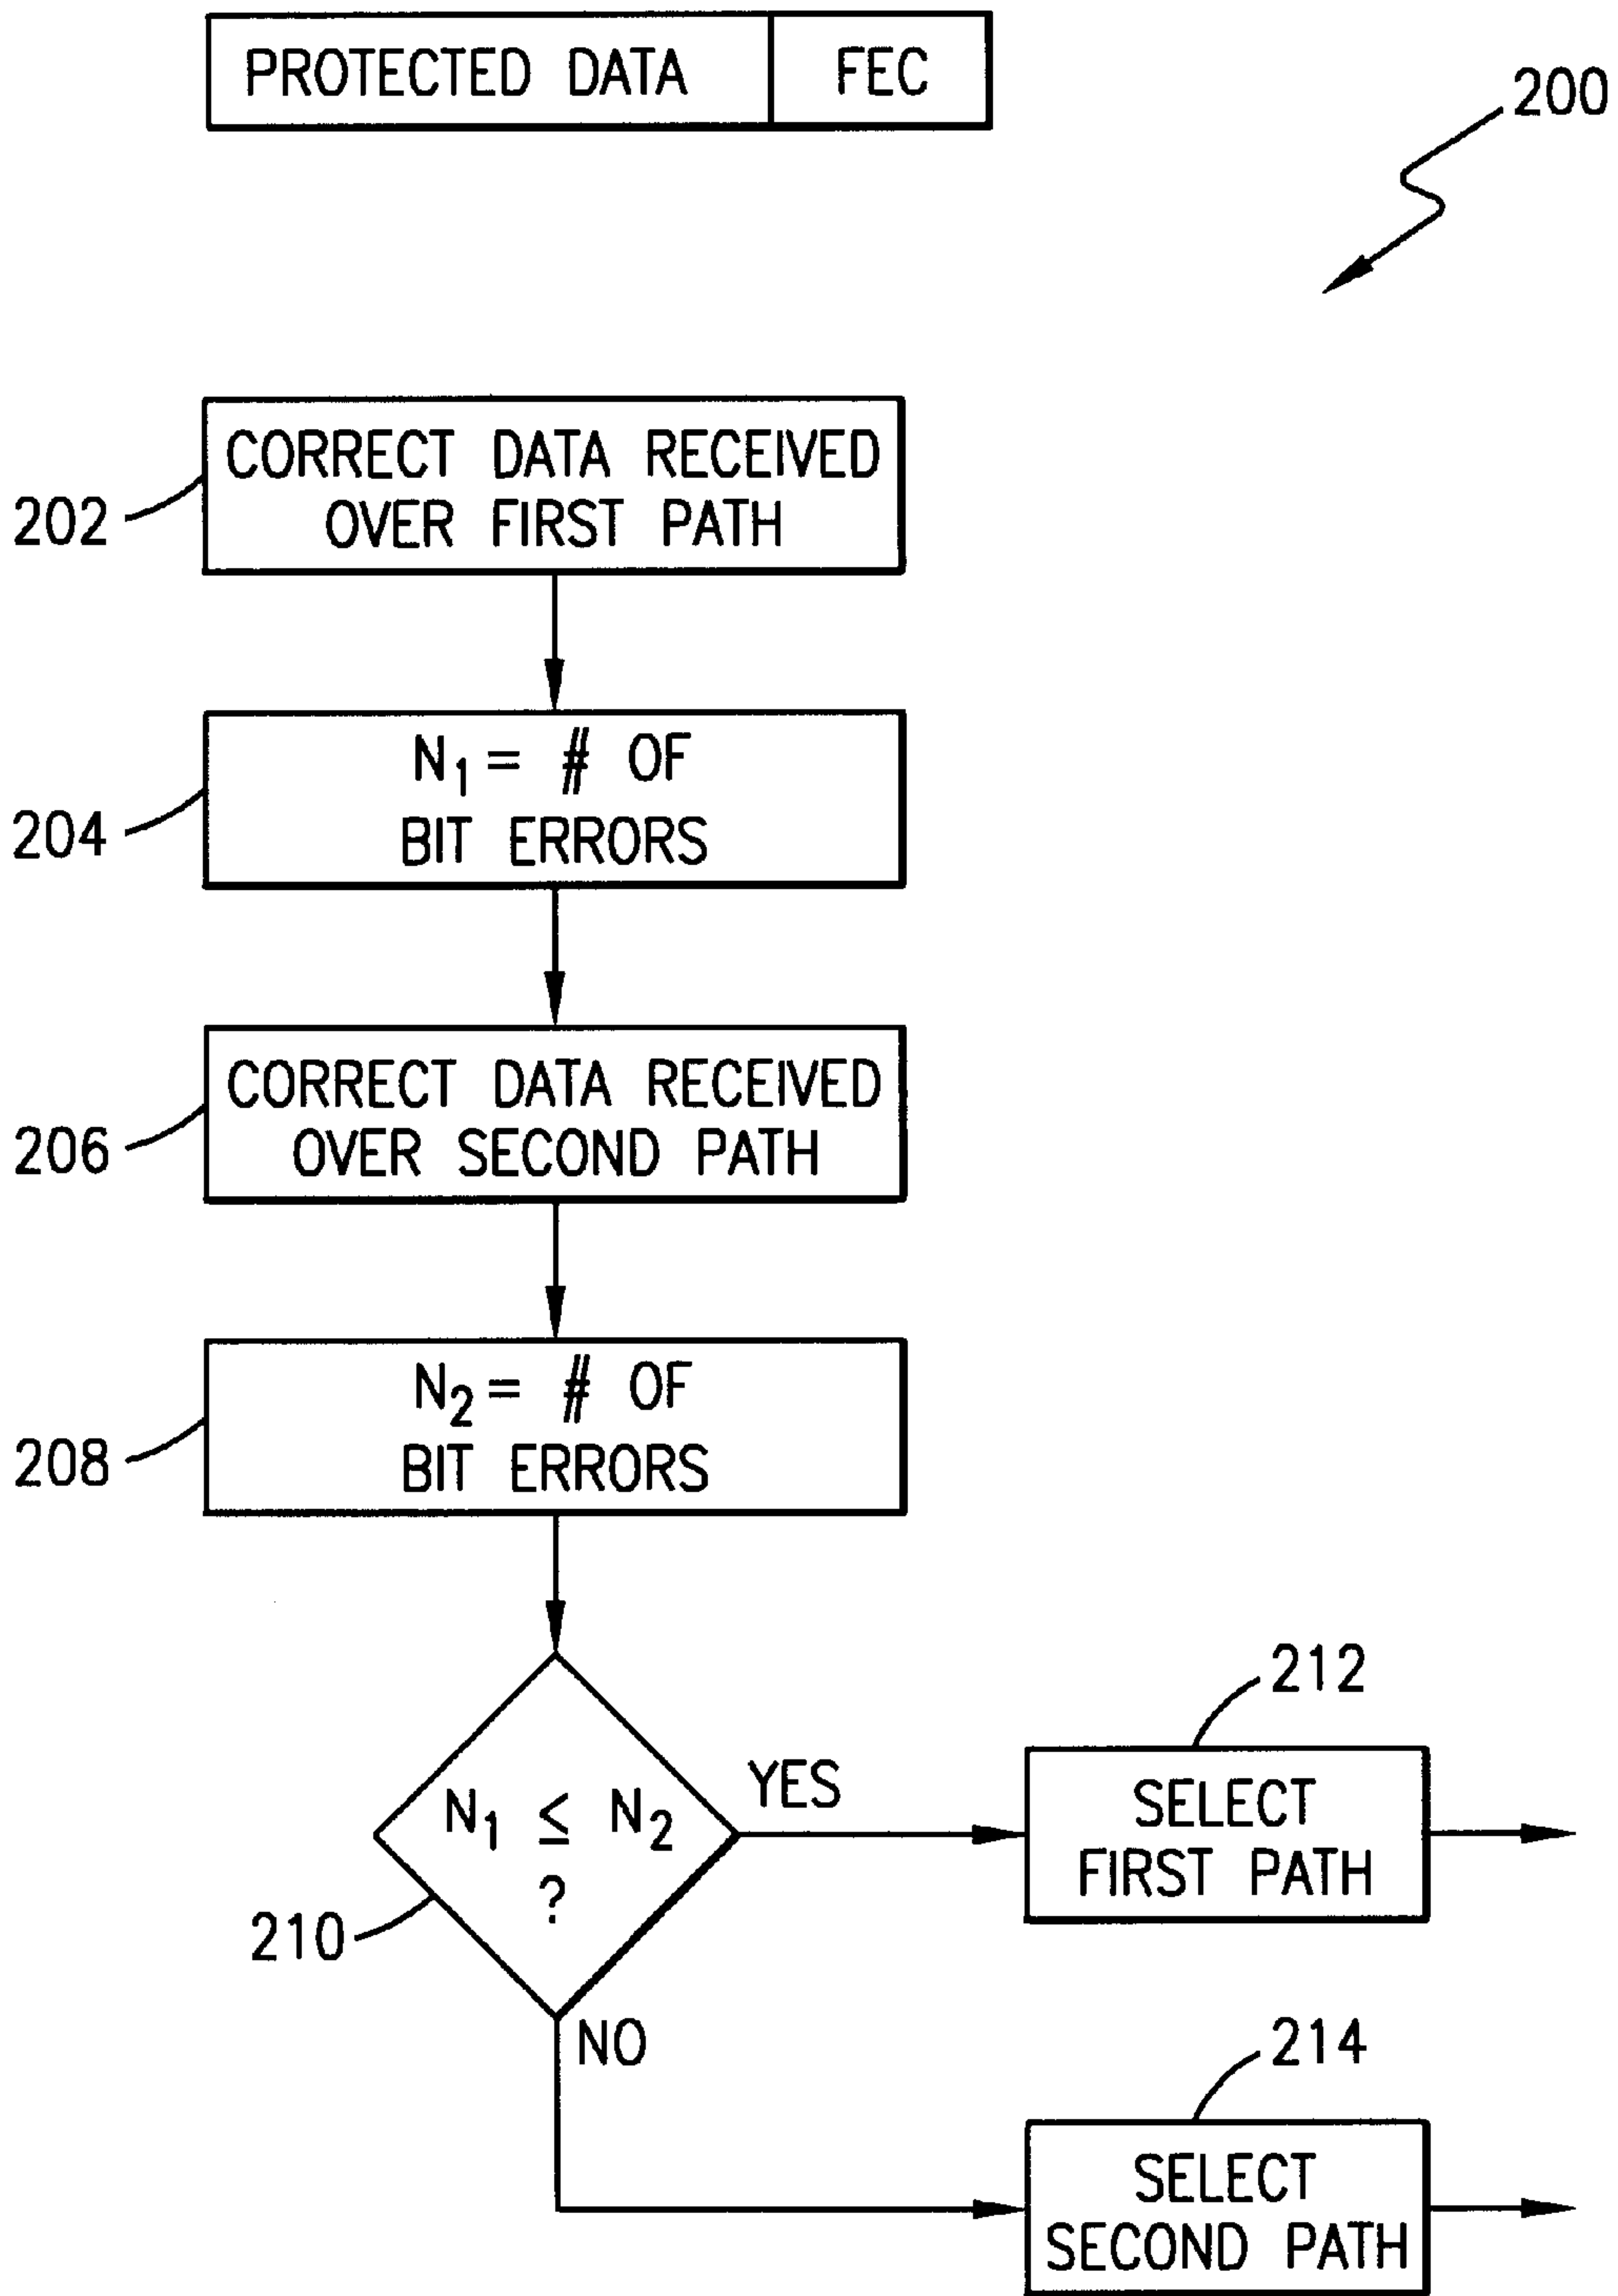 PROTECTED DATA FEC
200
CORRECT DATA RECEIVED
OVER FIRST PATH
202
N1 = # OF
BIT ERRORS
204
CORRECT DATA RECEIVED
OVER SECOND PATH
206
N2 = # OF
BIT ERRORS
208
N1 ≤ N2
?
210
YES
212
SELECT
FIRST PATH
NO
214
SELECT
SECOND PATH